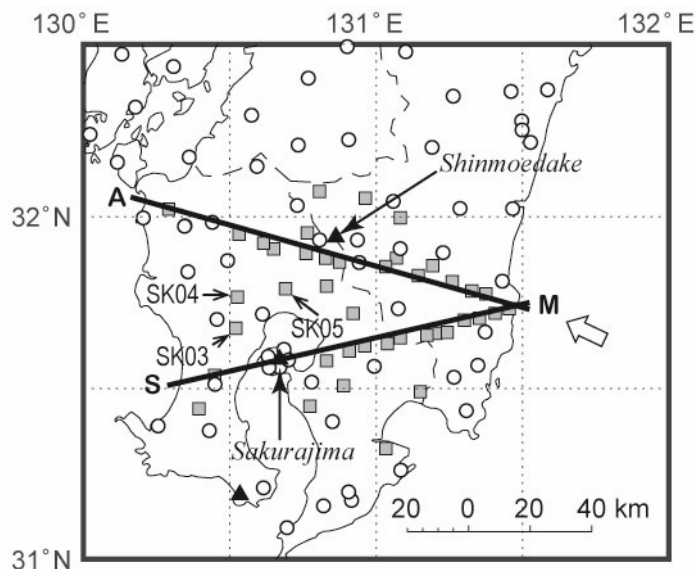 130˚E 131˚E 132˚E
Shinmoedake
A
32˚N
SK04
SK05
M
SK03
S
Sakurajima
20 0 20 40 km
31˚N